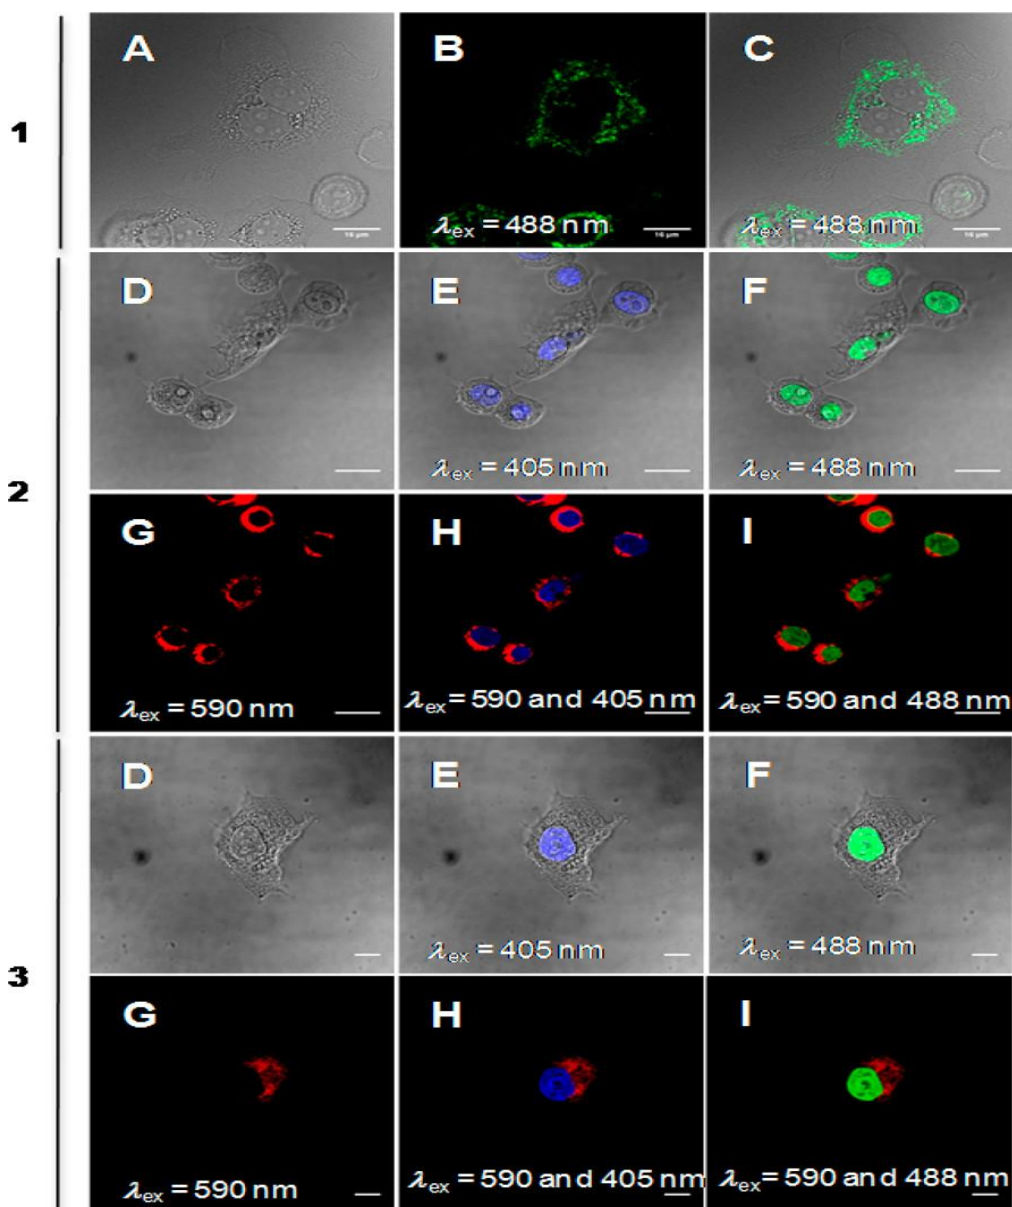 1
A
B
C
λex = 488 nm
λex = 488 nm
2
D
E
F
λex = 405 nm
λex = 488 nm
G
H
I
λex = 590 nm
λex = 590 and 405 nm
λex = 590 and 488 nm
3
D
E
F
λex = 405 nm
λex = 488 nm
G
H
I
λex = 590 nm
λex = 590 and 405 nm
λex = 590 and 488 nm